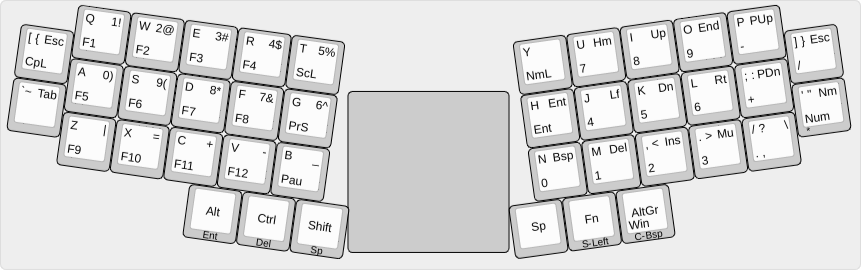 Q 1!
F1
W 2@
F2
E 3#
F3
R 4$
F4
T 5%
ScL
[ { Esc
CpL
A 0)
F5
S 9(
F6
D 8*
F7
F 7&
F8
G 6^
PrS
`~ Tab
Z |
F9
X =
F10
C +
F11
V -
F12
B _
Pau
Alt
Ent
Ctrl
Del
Shift
Sp
Y
NmL
U Hm
7
I Up
8
O End
9
P PUp
-
] } Esc
/
H Ent
Ent
J Lf
4
K Dn
5
L Rt
6
; : PDn
+
' " Nm
Num
*
N Bsp
0
M Del
1
, < Ins
2
. > Mu
3
/ ? \
. ,
Sp
Fn
S-Left
AltGr
Win
C-Bsp